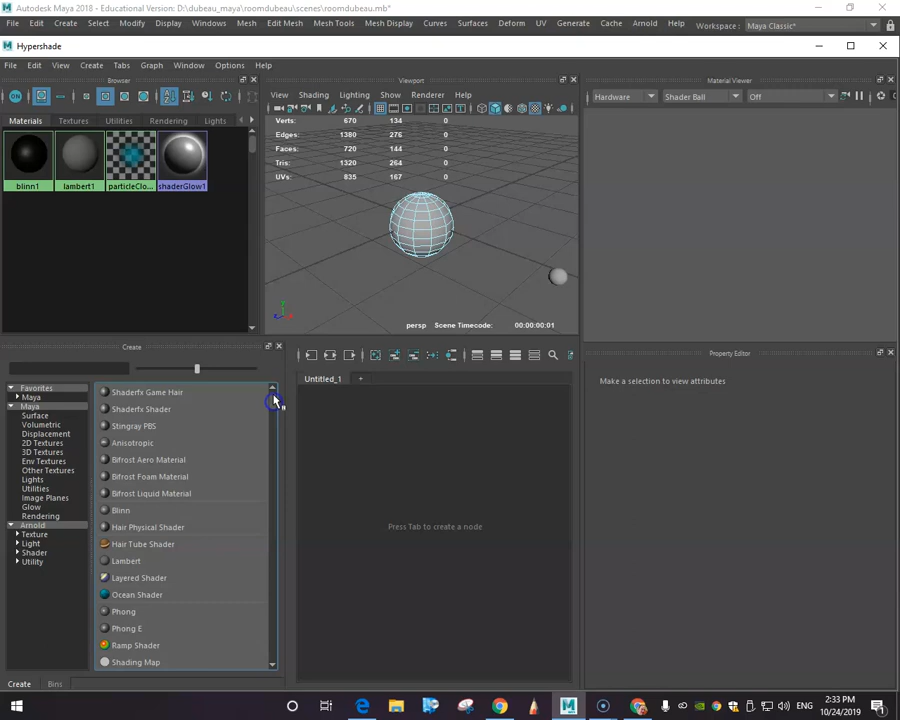 Autodesk Maya 2018 - Educational Version: D:\dubeau_maya\roomdubeau\scenes\roomdubeau.mb*
File Edit Create Select Modify Display Windows Mesh Edit Mesh Mesh Tools Mesh Display Curves Surfaces Deform UV Generate Cache Arnold Help Workspace : Maya Classic*
Hypershade
File Edit View Create Tabs Graph Window Options Help
Browser
ON
Materials Textures Utilities Rendering Lights
blinn1 lambert1 particleClo... shaderGlow1
Viewport
View Shading Lighting Show Renderer Help
Verts: 670 134 0
Edges: 1380 276 0
Faces: 720 144 0
Tris: 1320 264 0
UVs: 835 167 0
persp Scene Timecode: 00:00:00:01
Material Viewer
Hardware Shader Ball Off
Create
Favorites
Maya
Maya
Surface
Volumetric
Displacement
2D Textures
3D Textures
Env Textures
Other Textures
Lights
Utilities
Image Planes
Glow
Rendering
Arnold
Texture
Light
Shader
Utility
Shaderfx Game Hair
Shaderfx Shader
Stingray PBS
Anisotropic
Bifrost Aero Material
Bifrost Foam Material
Bifrost Liquid Material
Blinn
Hair Physical Shader
Hair Tube Shader
Lambert
Layered Shader
Ocean Shader
Phong
Phong E
Ramp Shader
Shading Map
Create Bins
Untitled_1 +
Press Tab to create a node
Property Editor
Make a selection to view attributes
ENG
2:33 PM
10/24/2019